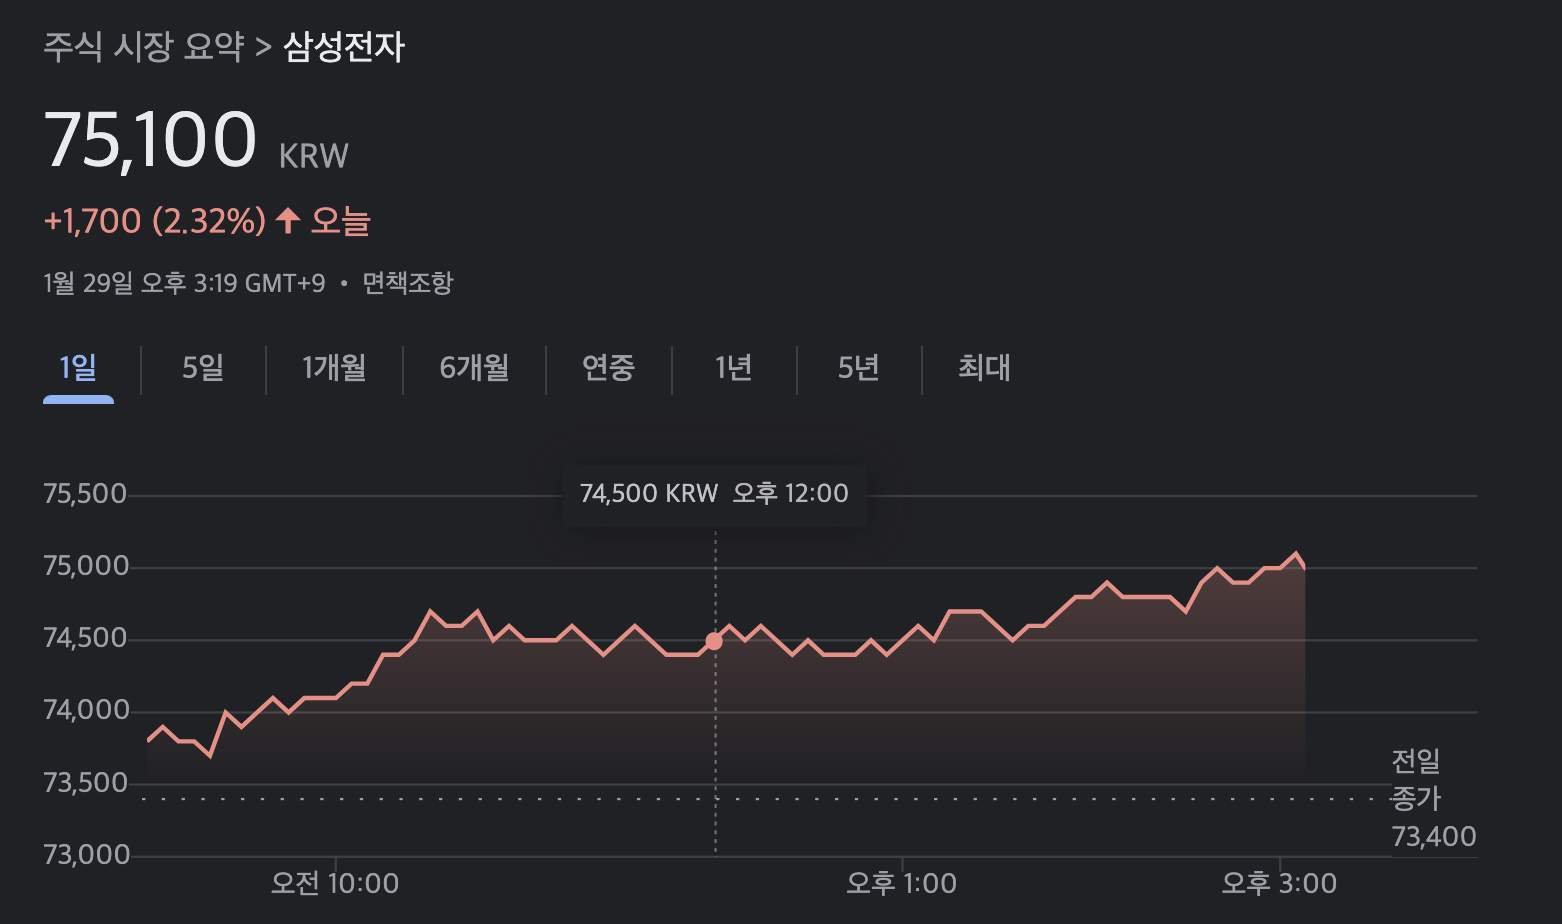 주식 시장 요약 > 삼성전자
75,100 KRW
+1,700 (2.32%) ↑ 오늘
1월 29일 오후 3:19 GMT+9 • 면책조항
1일 5일 1개월 6개월 연중 1년 5년 최대
74,500 KRW 오후 12:00
75,500
75,000
74,500
74,000
73,500
73,000
전일
종가
73,400
오전 10:00 오후 1:00 오후 3:00